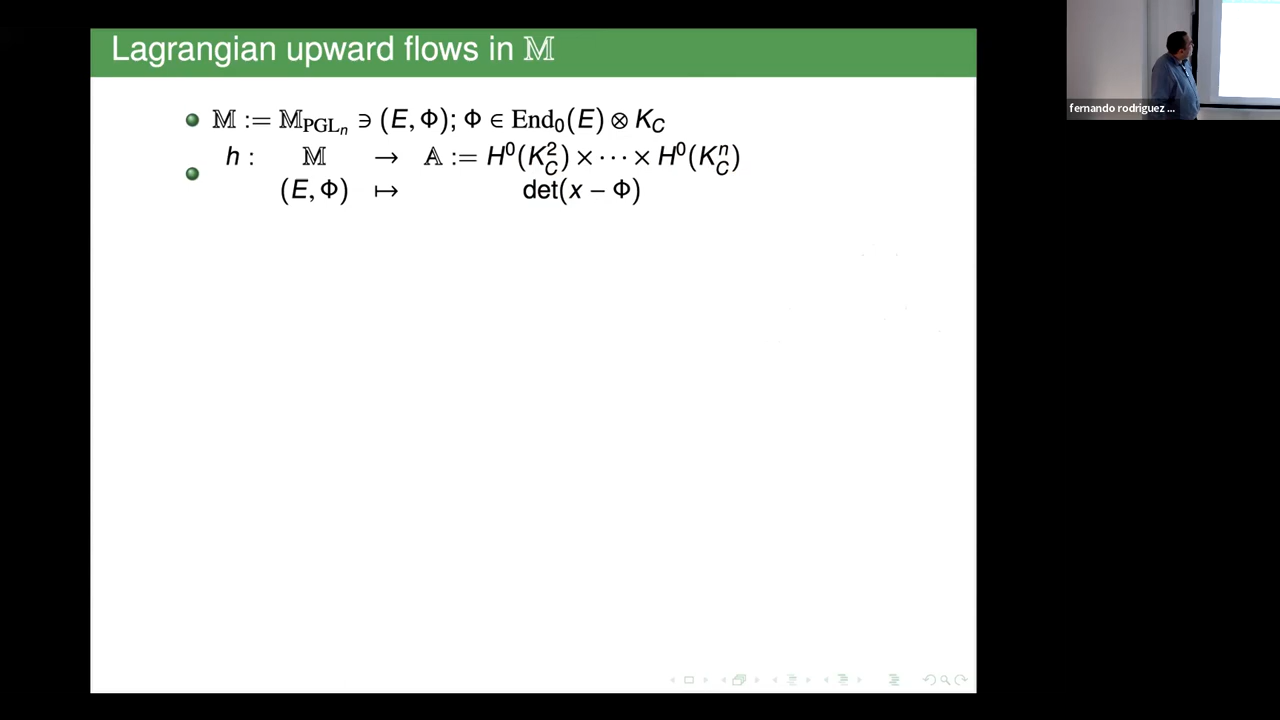 Lagrangian upward flows in 𝕄
𝕄 := 𝕄_{PGL_n} ∋ (E, Φ); Φ ∈ End_0(E) ⊗ K_C
h : 𝕄 → 𝔸 := H^0(K_C^2) × ⋯ × H^0(K_C^n)
(E, Φ) ↦ det(x − Φ)
fernando rodriguez ...